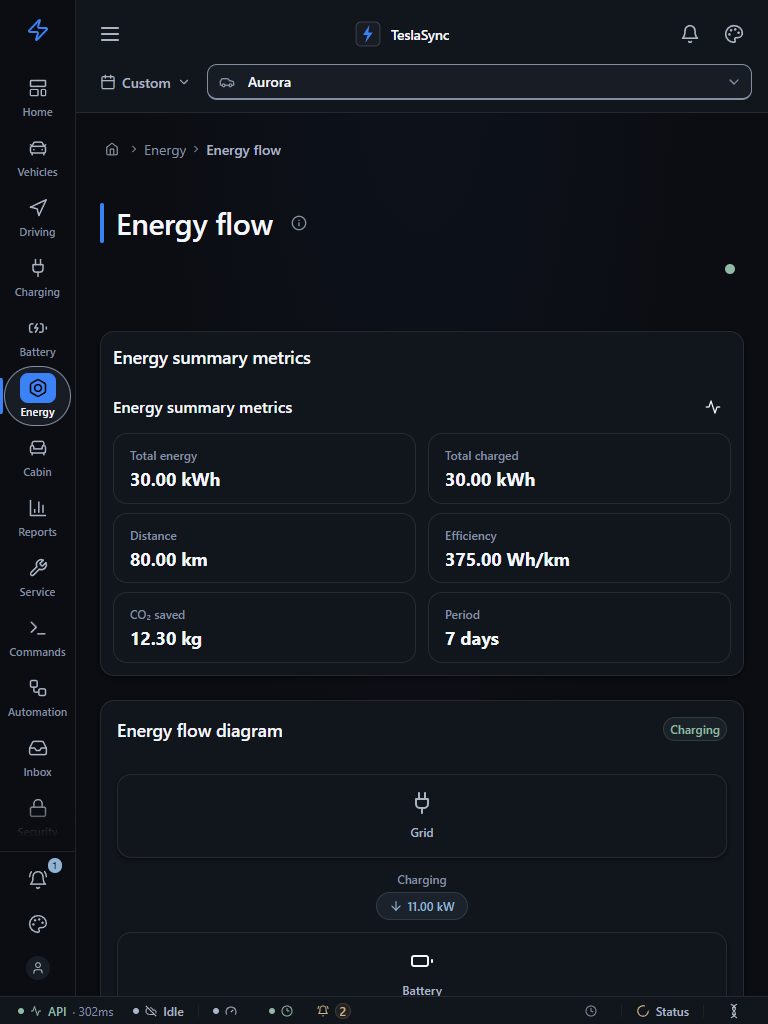 TeslaSync
Custom
Aurora
Home
Vehicles
Driving
Charging
Battery
Energy
Cabin
Reports
Service
Commands
Automation
Inbox
Security
1
Energy > Energy flow
Energy flow
Energy summary metrics
Energy summary metrics
Total energy
30.00 kWh
Total charged
30.00 kWh
Distance
80.00 km
Efficiency
375.00 Wh/km
CO₂ saved
12.30 kg
Period
7 days
Energy flow diagram
Charging
Grid
Charging
↓ 11.00 kW
Battery
API · 302ms
Idle
2
Status